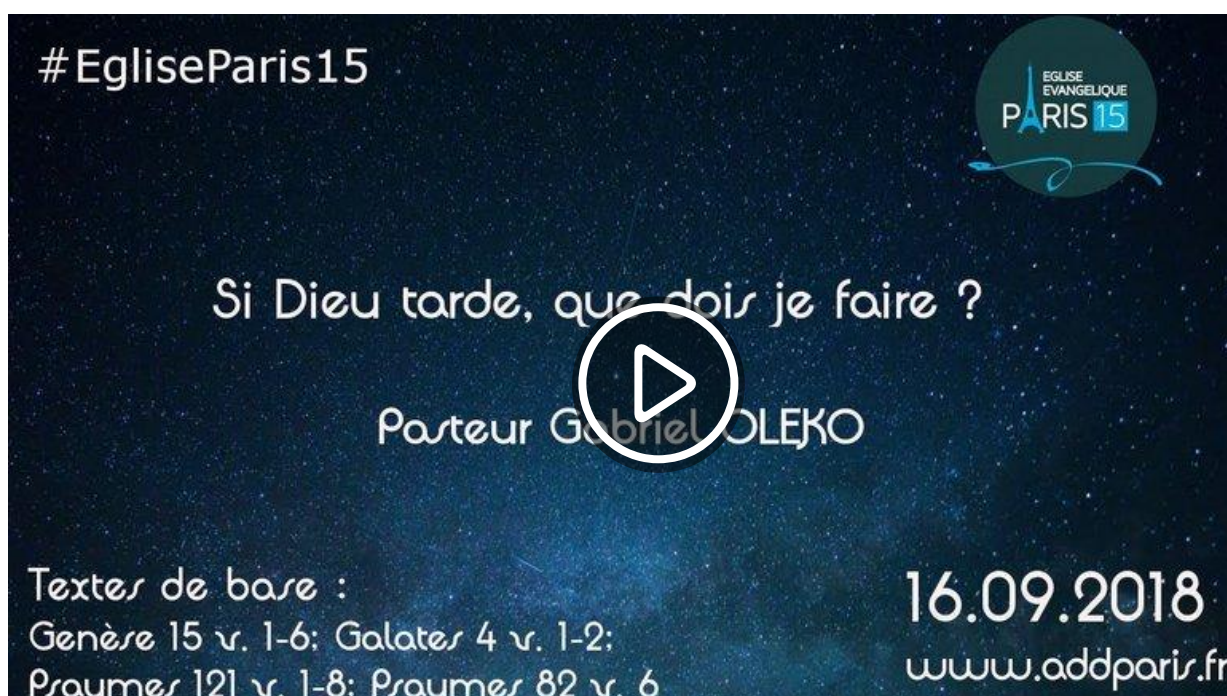 #EgliseParis15
EGLISE
EVANGELIQUE
PARIS 15
Si Dieu tarde, que dois je faire ?
Pasteur Gabriel OLEKO
Textes de base :
Genèse 15 v. 1-6; Galates 4 v. 1-2;
Psaumes 121 v. 1-8; Psaumes 82 v. 6
16.09.2018
www.addparis.fr